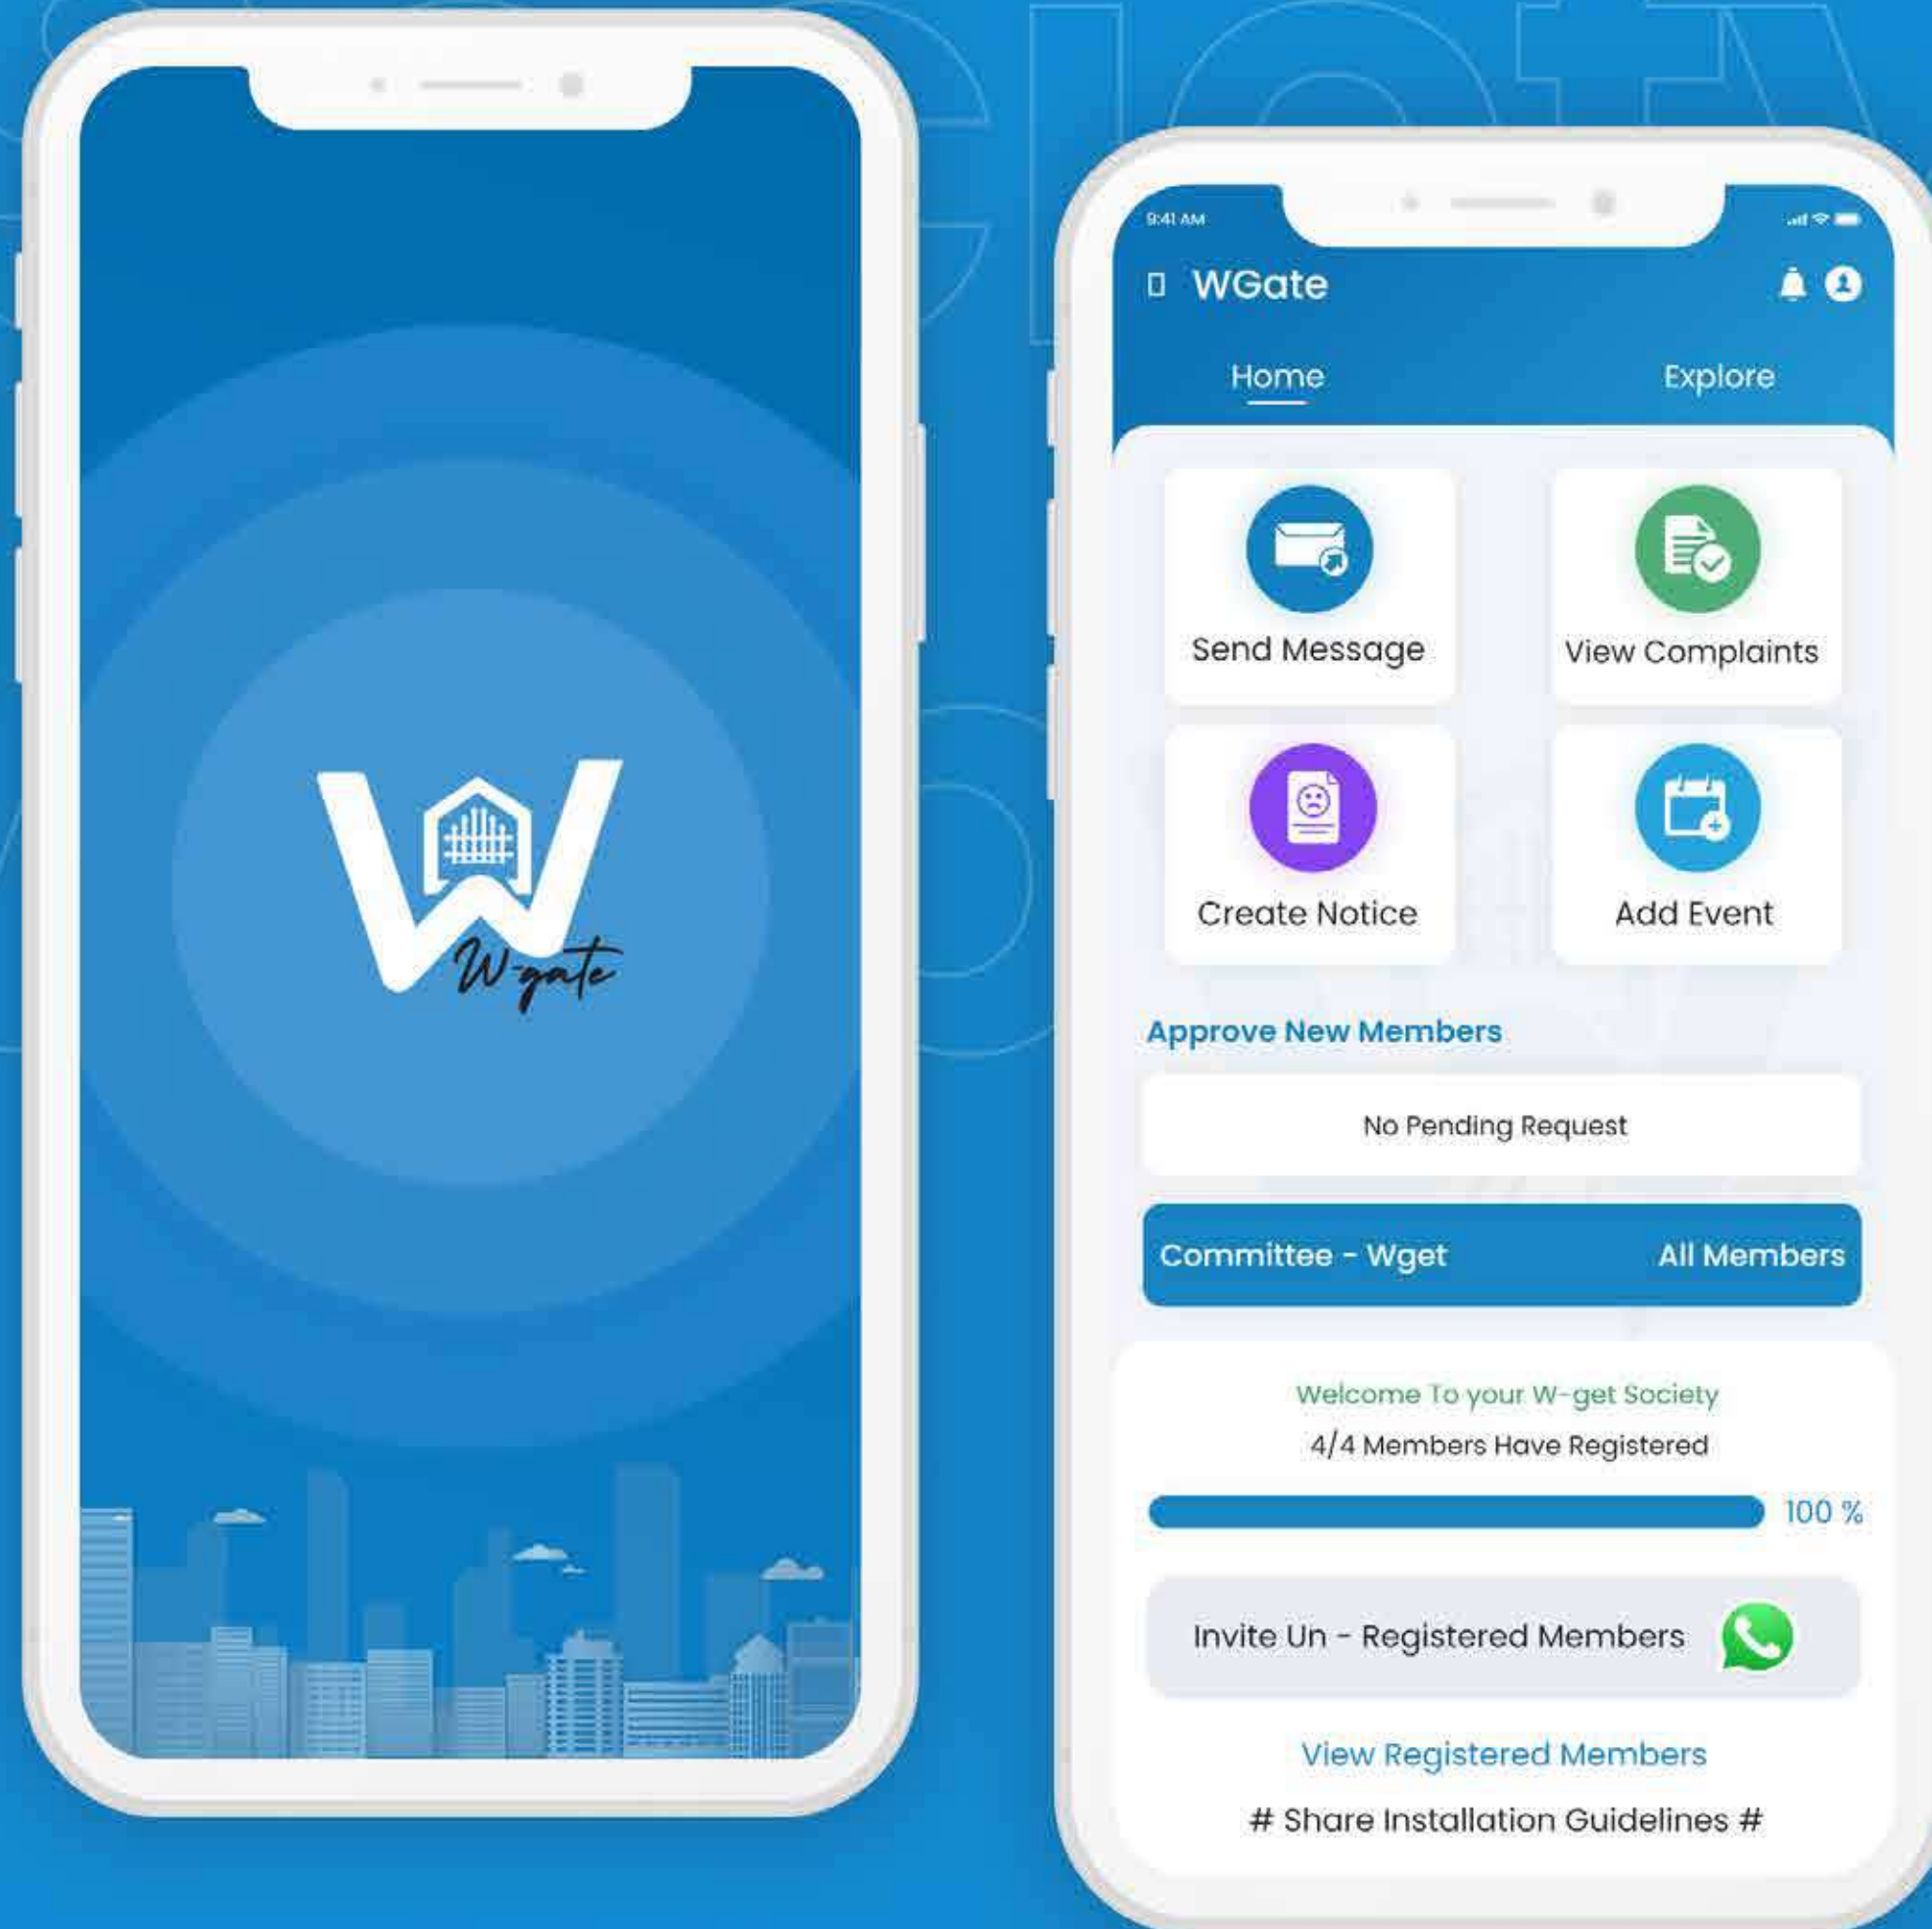 W-gate
9:41 AM
WGate
Home Explore
Send Message View Complaints
Create Notice Add Event
Approve New Members
No Pending Request
Committee - Wget All Members
Welcome To your W-get Society
4/4 Members Have Registered
100 %
Invite Un - Registered Members
View Registered Members
# Share Installation Guidelines #